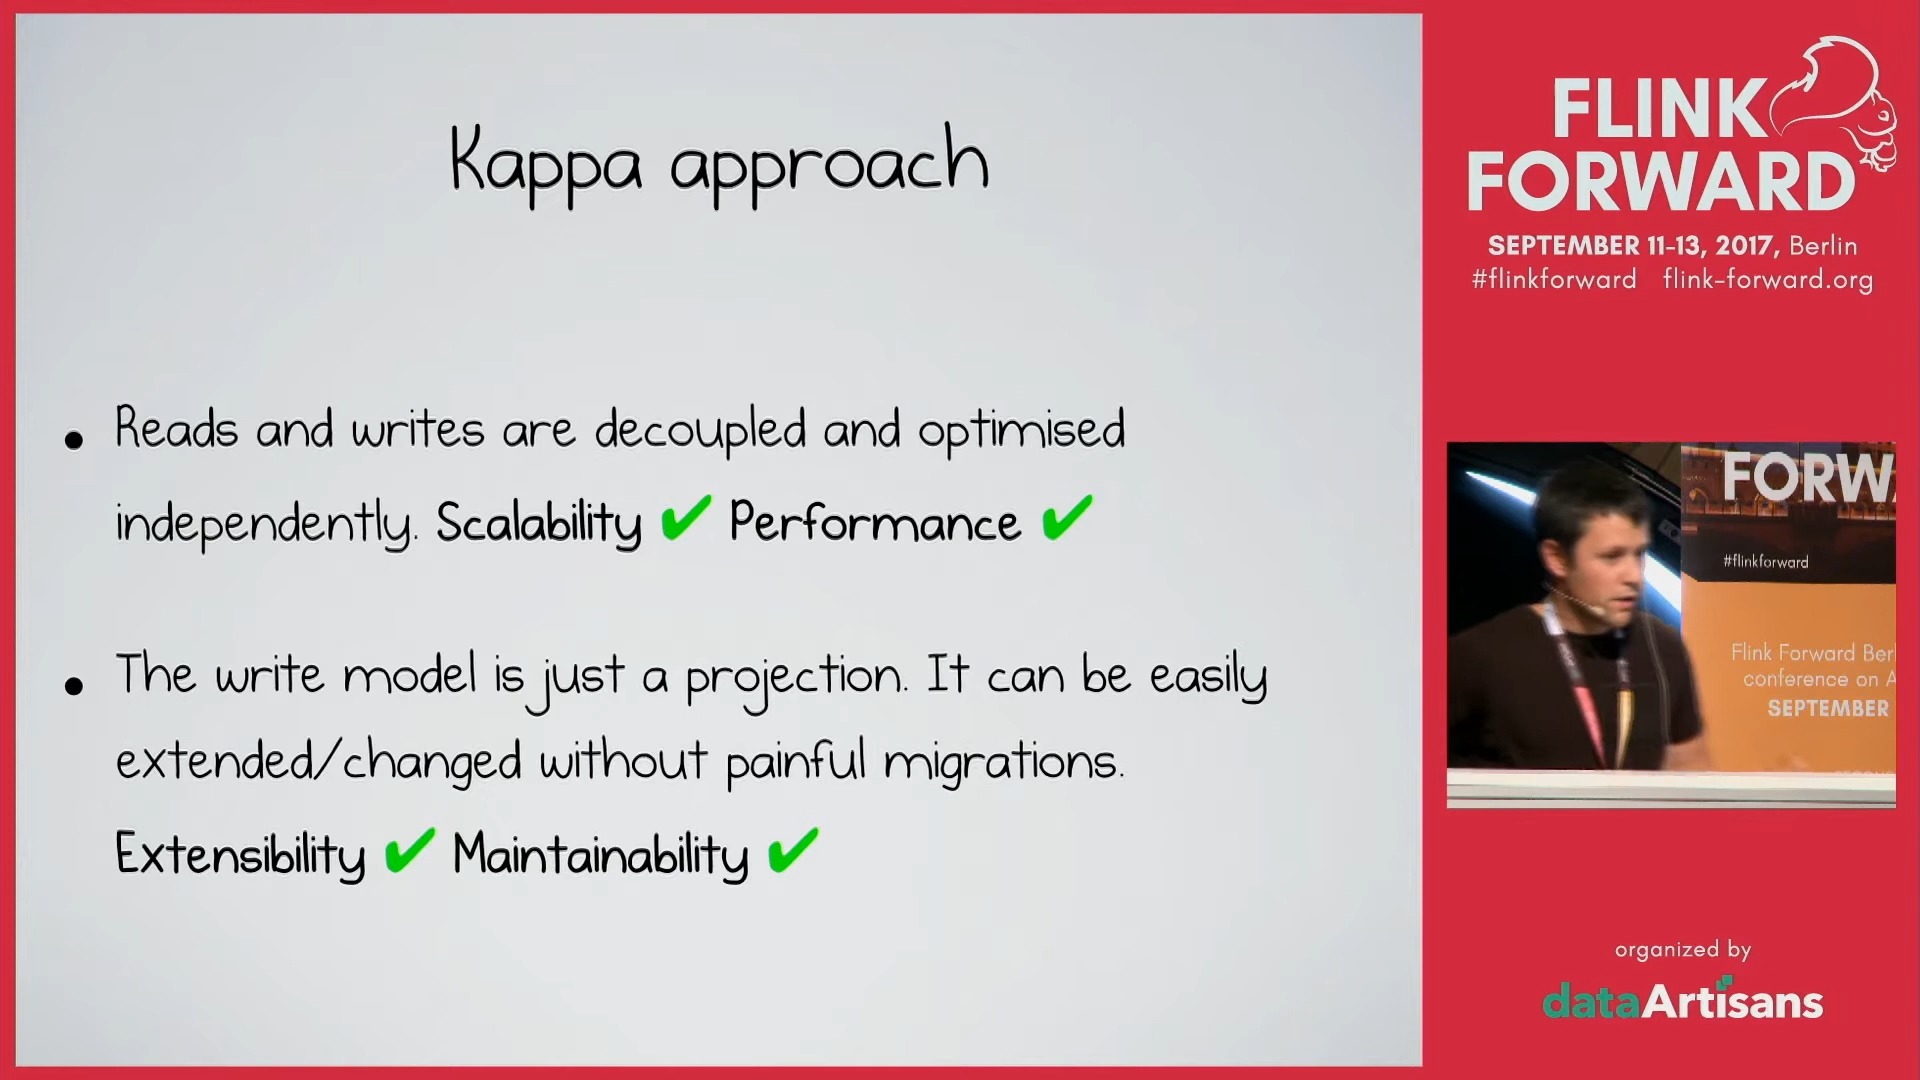 Kappa approach
• Reads and writes are decoupled and optimised
independently. Scalability ✔ Performance ✔
• The write model is just a projection. It can be easily
extended/changed without painful migrations.
Extensibility ✔ Maintainability ✔
FLINK
FORWARD
SEPTEMBER 11-13, 2017, Berlin
#flinkforward flink-forward.org
FORWA
#flinkforward
Flink Forward Ber
conference on A
SEPTEMBER
organized by
dataArtisans